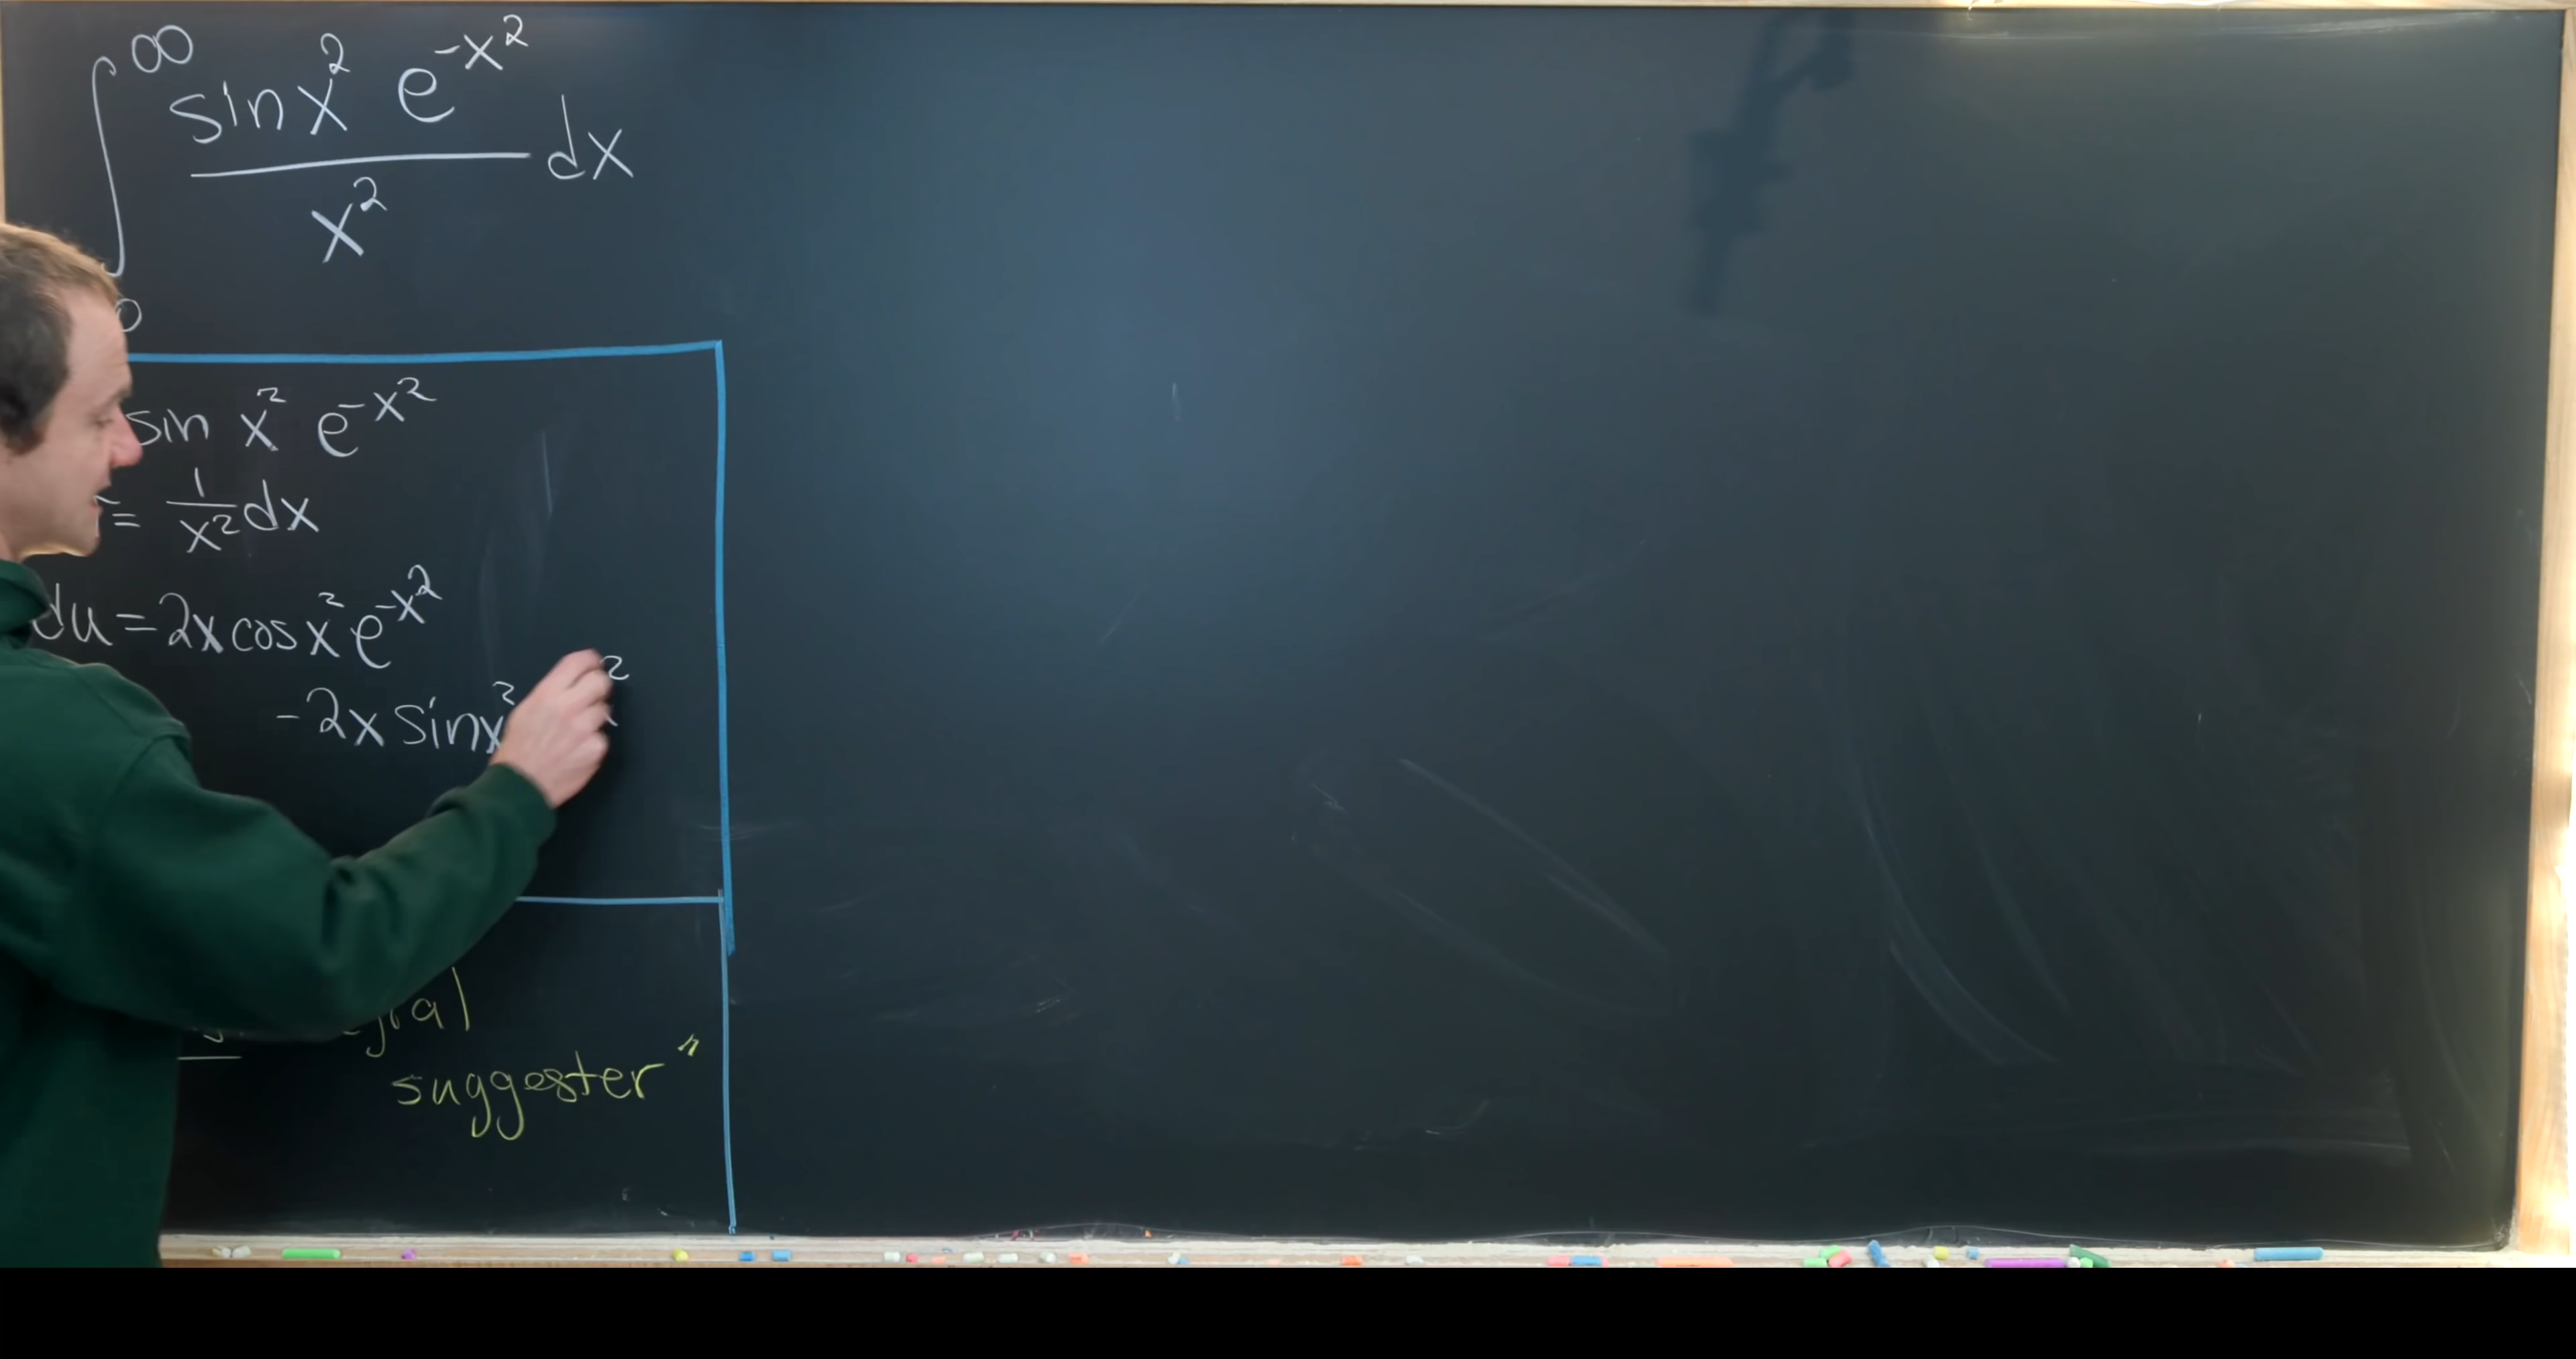 ∫₀^∞ (sin x² e^{-x²})/x² dx
sin x² e^{-x²}
= 1/x² dx
du = 2x cos x² e^{-x²}
-2x sin x²
suggester"